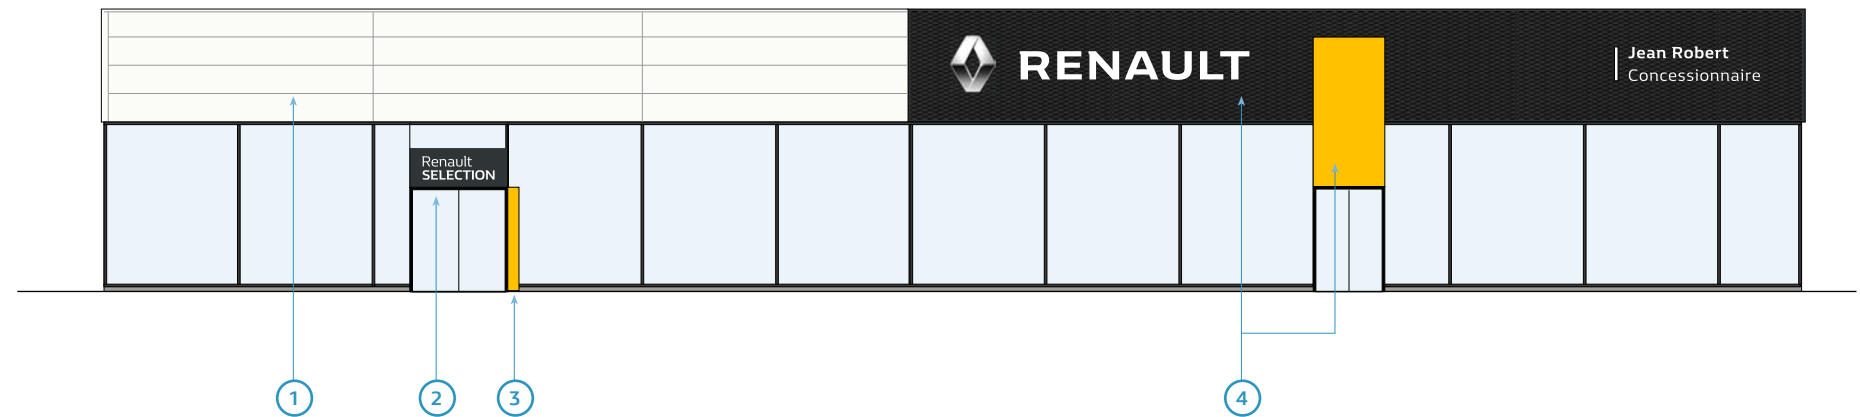 RENAULT
Jean Robert
Concessionnaire
Renault
SELECTION
1
2
3
4